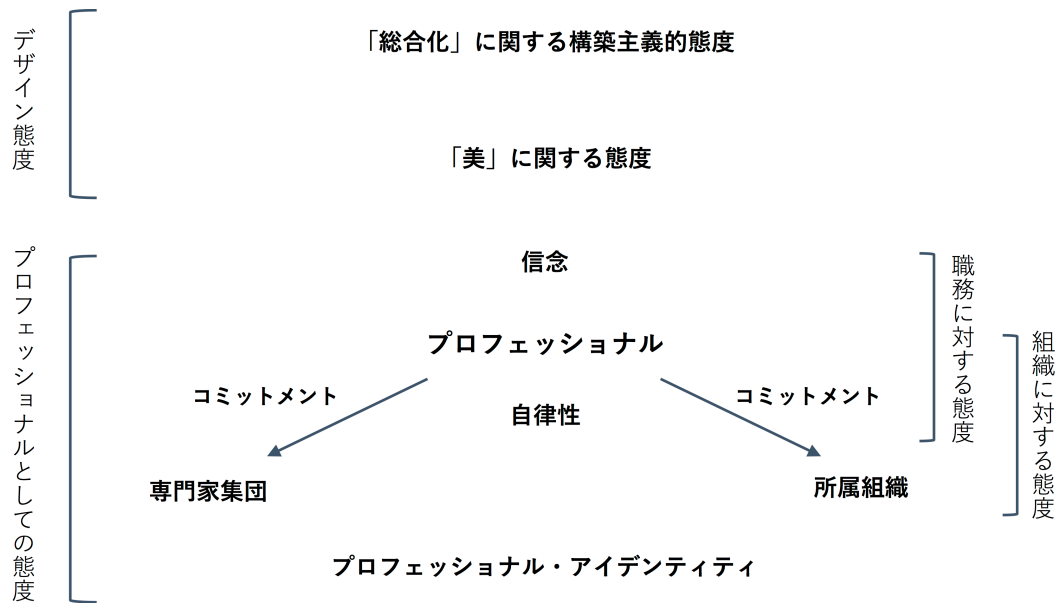 デザイン態度
「総合化」に関する構築主義的態度
「美」に関する態度
プロフェッショナルとしての態度
信念
プロフェッショナル
コミットメント
コミットメント
自律性
専門家集団
所属組織
プロフェッショナル・アイデンティティ
職務に対する態度
組織に対する態度